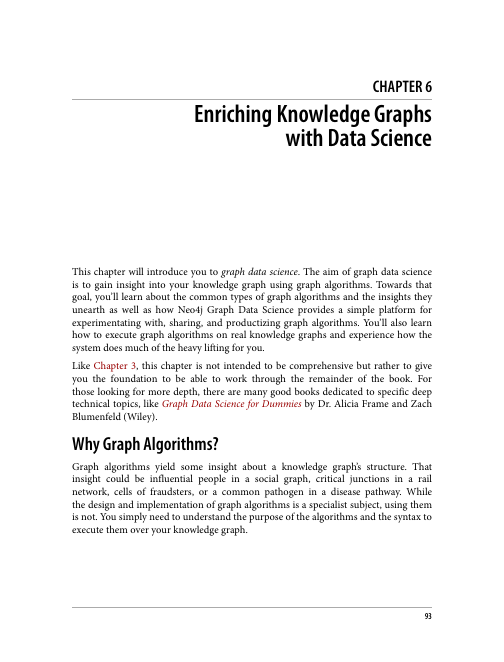 CHAPTER 6
Enriching Knowledge Graphs
with Data Science
This chapter will introduce you to graph data science. The aim of graph data science
is to gain insight into your knowledge graph using graph algorithms. Towards that
goal, you'll learn about the common types of graph algorithms and the insights they
unearth as well as how Neo4j Graph Data Science provides a simple platform for
experimentating with, sharing, and productizing graph algorithms. You'll also learn
how to execute graph algorithms on real knowledge graphs and experience how the
system does much of the heavy lifting for you.
Like Chapter 3, this chapter is not intended to be comprehensive but rather to give
you the foundation to be able to work through the remainder of the book. For
those looking for more depth, there are many good books dedicated to specific deep
technical topics, like Graph Data Science for Dummies by Dr. Alicia Frame and Zach
Blumenfeld (Wiley).
Why Graph Algorithms?
Graph algorithms yield some insight about a knowledge graph's structure. That
insight could be influential people in a social graph, critical junctions in a rail
network, cells of fraudsters, or a common pathogen in a disease pathway. While
the design and implementation of graph algorithms is a specialist subject, using them
is not. You simply need to understand the purpose of the algorithms and the syntax to
execute them over your knowledge graph.
93